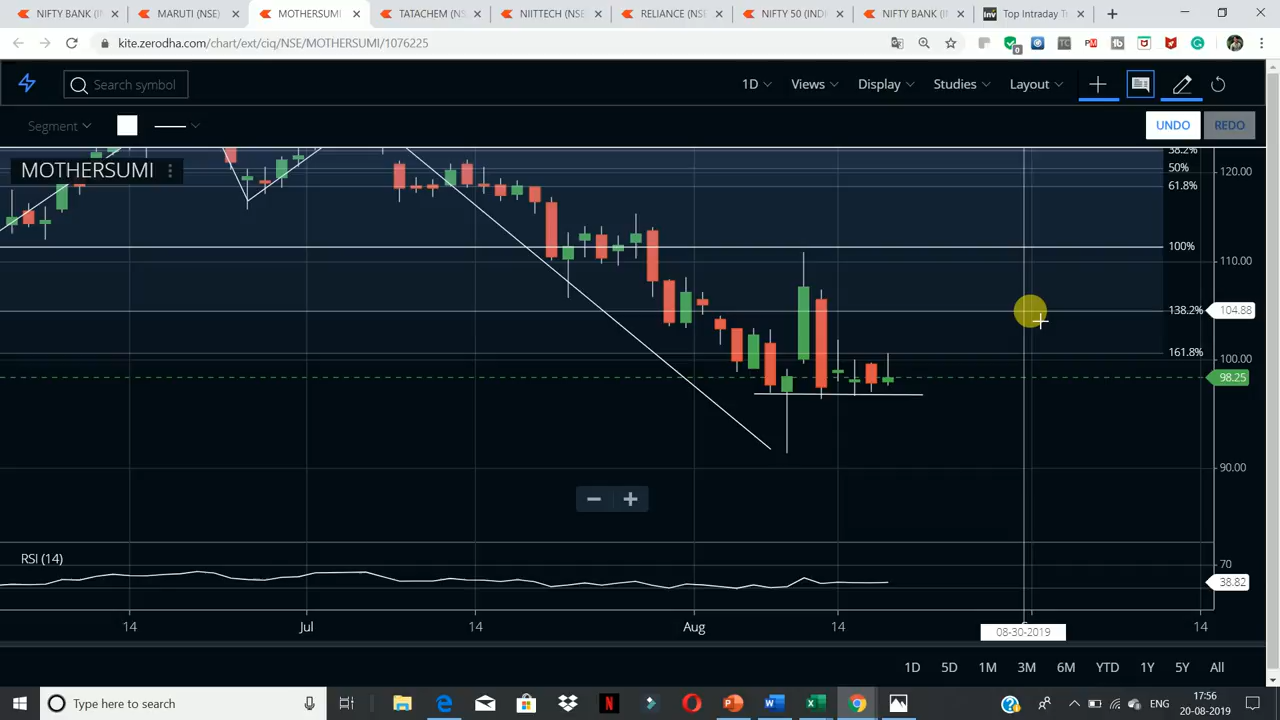 NIFTY BANK (IN
MARUTI (NSE)
MOTHERSUMI
TATACHEM (NS
NIITTECH (NSE
RELIANCE (NSE
NIFTY 50 (INDI
NIFTY BANK (IN
Top Intraday T
kite.zerodha.com/chart/ext/ciq/NSE/MOTHERSUMI/1076225
Search symbol
1D
Views
Display
Studies
Layout
Segment
UNDO
REDO
MOTHERSUMI
38.2%
50%
61.8%
100%
138.2%
161.8%
120.00
110.00
104.88
100.00
98.25
90.00
RSI (14)
70
38.82
14
Jul
14
Aug
14
08-30-2019
14
1D 5D 1M 3M 6M YTD 1Y 5Y All
Type here to search
ENG
17:56
20-08-2019